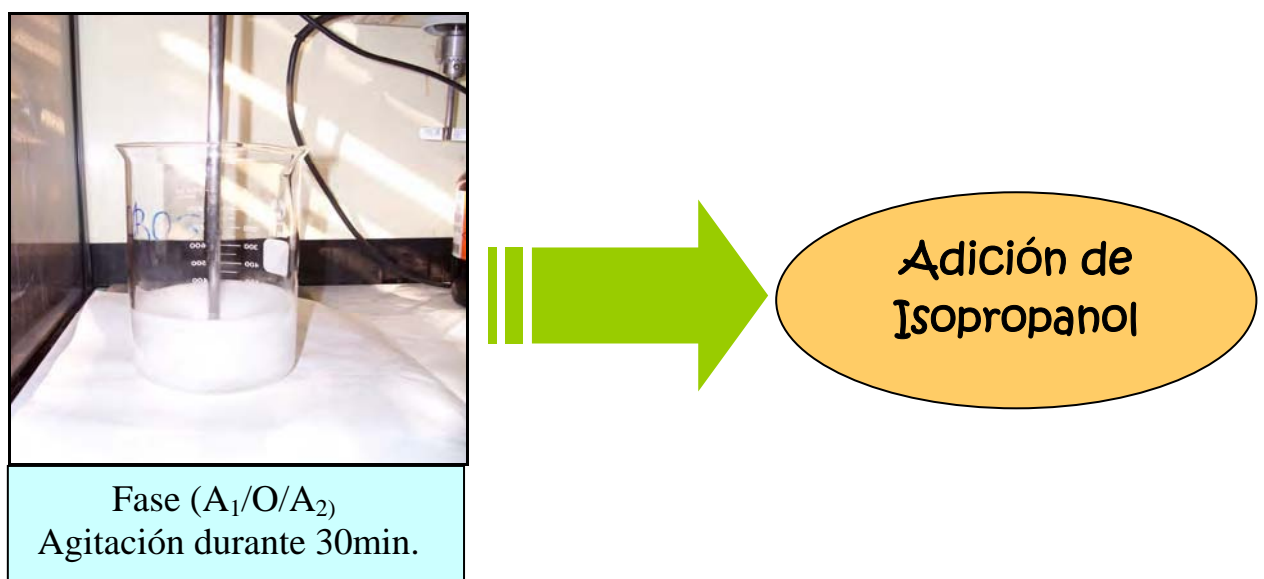 Fase (A₁/O/A₂)
Agitación durante 30min.
Adición de
Isopropanol